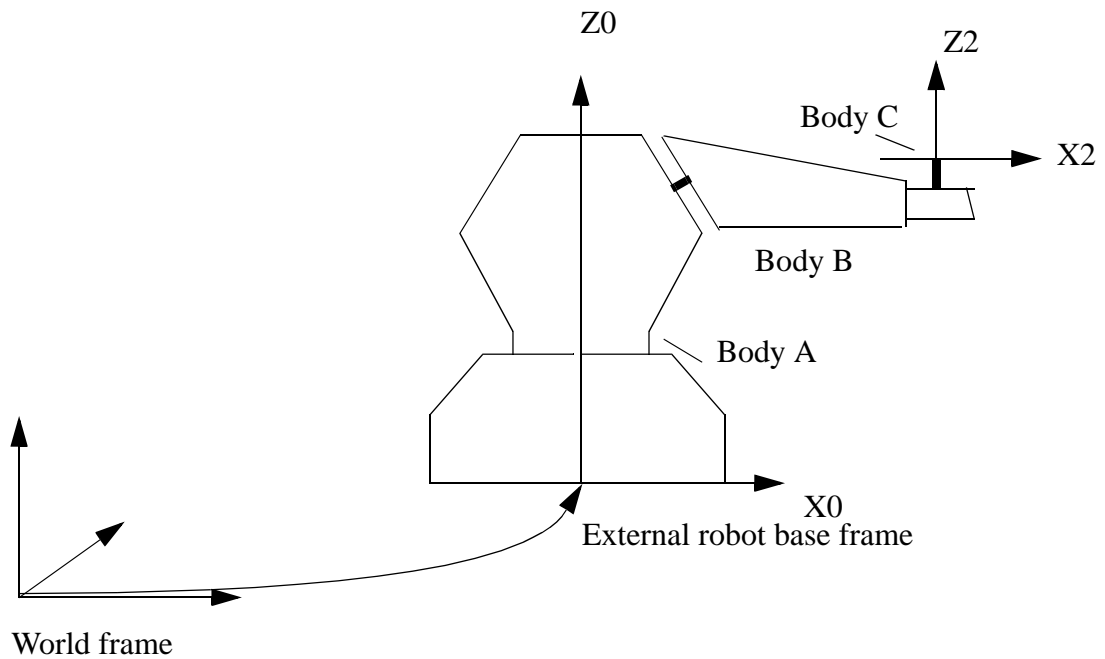 Z0
Z2
Body C
X2
Body B
Body A
X0
External robot base frame
World frame